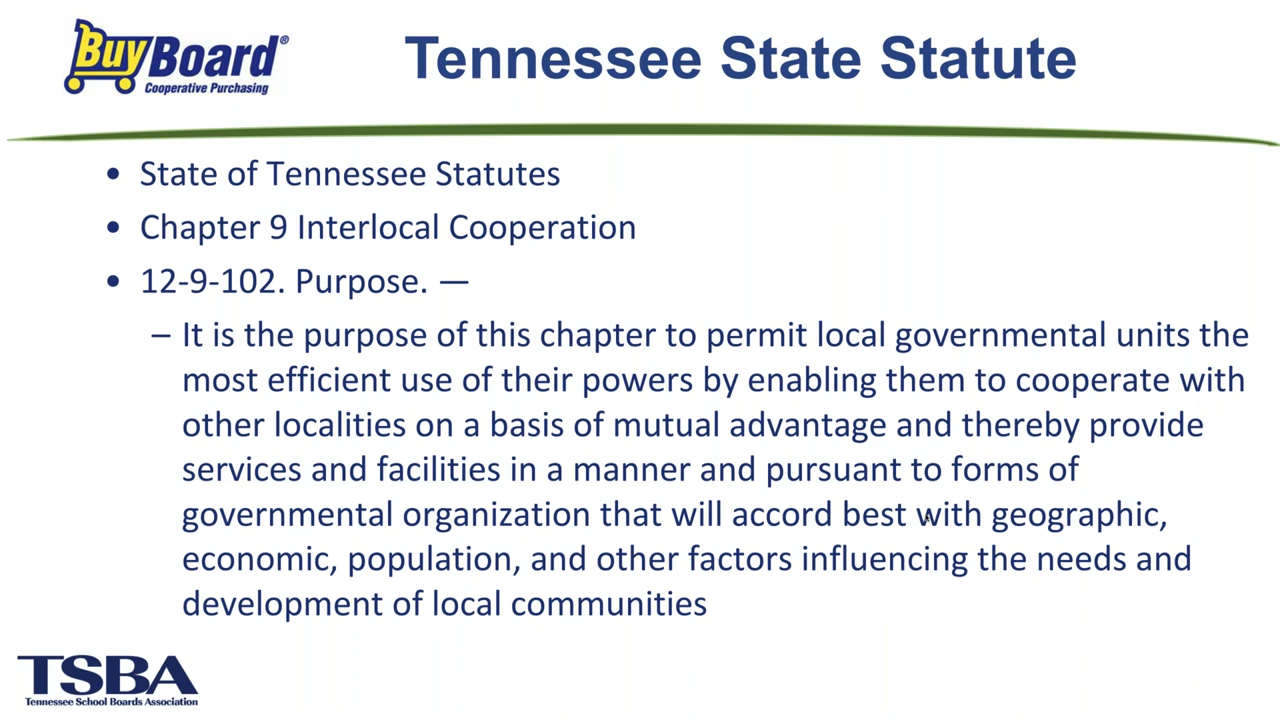 BuyBoard®
Cooperative Purchasing
Tennessee State Statute
• State of Tennessee Statutes
• Chapter 9 Interlocal Cooperation
• 12-9-102. Purpose. —
– It is the purpose of this chapter to permit local governmental units the
most efficient use of their powers by enabling them to cooperate with
other localities on a basis of mutual advantage and thereby provide
services and facilities in a manner and pursuant to forms of
governmental organization that will accord best with geographic,
economic, population, and other factors influencing the needs and
development of local communities
TSBA
Tennessee School Boards Association